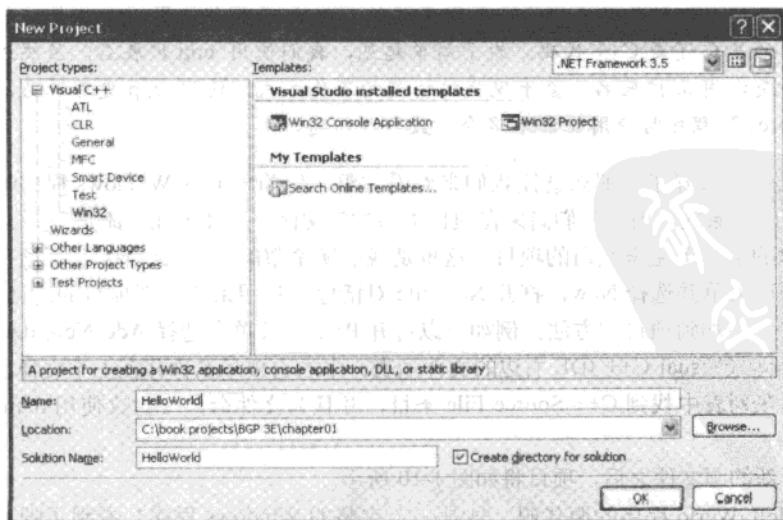 New Project
Project types:
Templates:
.NET Framework 3.5
Visual C++
ATL
CLR
General
MFC
Smart Device
Test
Win32
Wizards
Other Languages
Other Project Types
Test Projects
Visual Studio installed templates
Win32 Console Application
Win32 Project
My Templates
Search Online Templates...
A project for creating a Win32 application, console application, DLL, or static library
Name:
HelloWorld
Location:
C:\book projects\BGP 3E\chapter01
Browse...
Solution Name:
HelloWorld
Create directory for solution
OK
Cancel